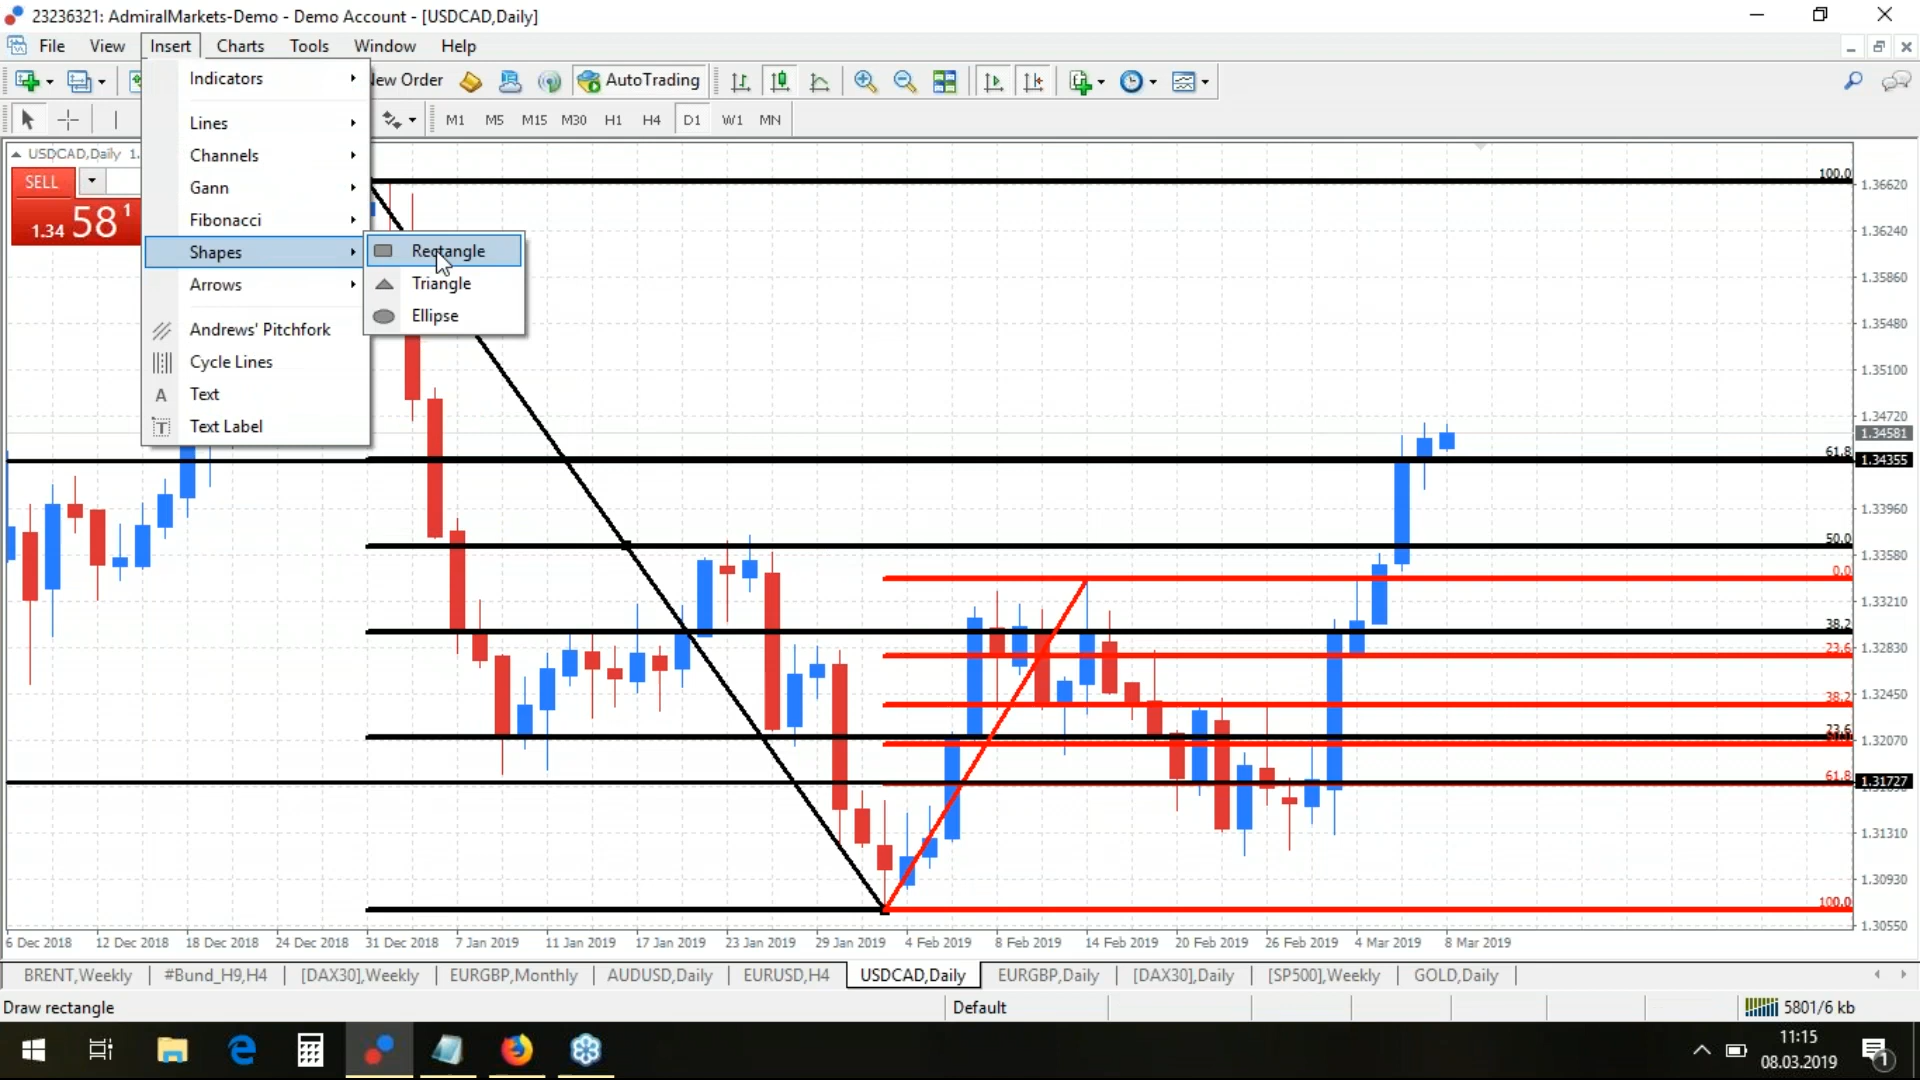 23236321: AdmiralMarkets-Demo - Demo Account - [USDCAD,Daily]
File View Insert Charts Tools Window Help
New Order AutoTrading
M1 M5 M15 M30 H1 H4 D1 W1 MN
USDCAD,Daily 1.
SELL
1.34 58 1
Indicators
Lines
Channels
Gann
Fibonacci
Shapes
Arrows
Andrews' Pitchfork
Cycle Lines
Text
Text Label
Rectangle
Triangle
Ellipse
100.0
61.8
50.0
0.0
38.2
23.6
38.2
23.6
61.8
100.0
1.36620
1.36240
1.35860
1.35480
1.35100
1.34720
1.34581
1.34355
1.33960
1.33580
1.33210
1.32830
1.32450
1.32070
1.31727
1.31310
1.30930
1.30550
6 Dec 2018 12 Dec 2018 18 Dec 2018 24 Dec 2018 31 Dec 2018 7 Jan 2019 11 Jan 2019 17 Jan 2019 23 Jan 2019 29 Jan 2019 4 Feb 2019 8 Feb 2019 14 Feb 2019 20 Feb 2019 26 Feb 2019 4 Mar 2019 8 Mar 2019
BRENT,Weekly #Bund_H9,H4 [DAX30],Weekly EURGBP,Monthly AUDUSD,Daily EURUSD,H4 USDCAD,Daily EURGBP,Daily [DAX30],Daily [SP500],Weekly GOLD,Daily
Draw rectangle Default 5801/6 kb
11:15
08.03.2019
1